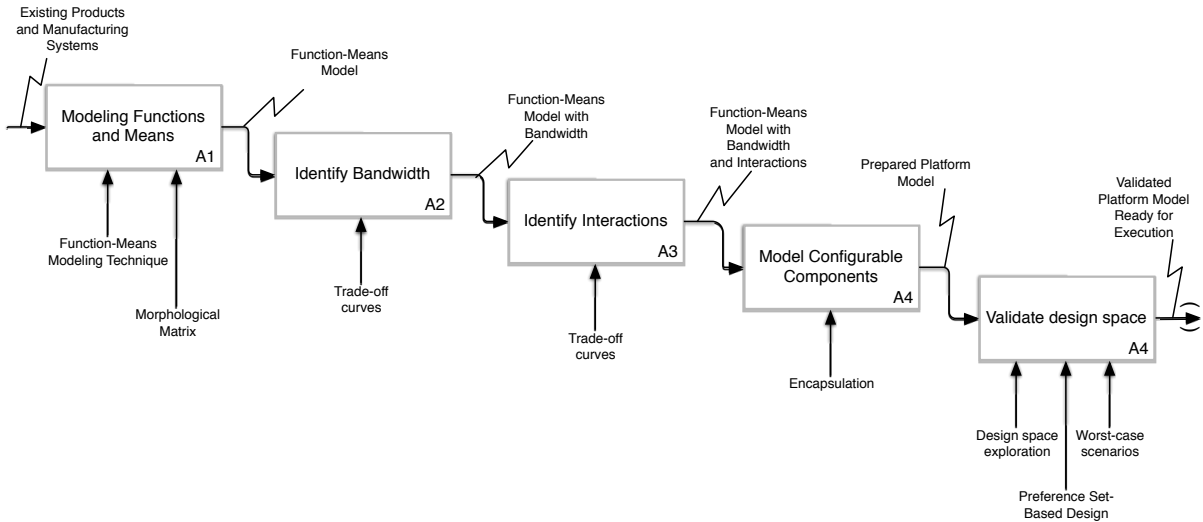 Existing Products
and Manufacturing
Systems
Modeling Functions
and Means
A1
Function-Means
Modeling Technique
Morphological
Matrix
Function-Means
Model
Identify Bandwidth
A2
Trade-off
curves
Function-Means
Model with
Bandwidth
Identify Interactions
A3
Trade-off
curves
Function-Means
Model with
Bandwidth
and Interactions
Model Configurable
Components
A4
Encapsulation
Prepared Platform
Model
Validate design space
A4
Design space
exploration
Preference Set-
Based Design
Worst-case
scenarios
Validated
Platform Model
Ready for
Execution